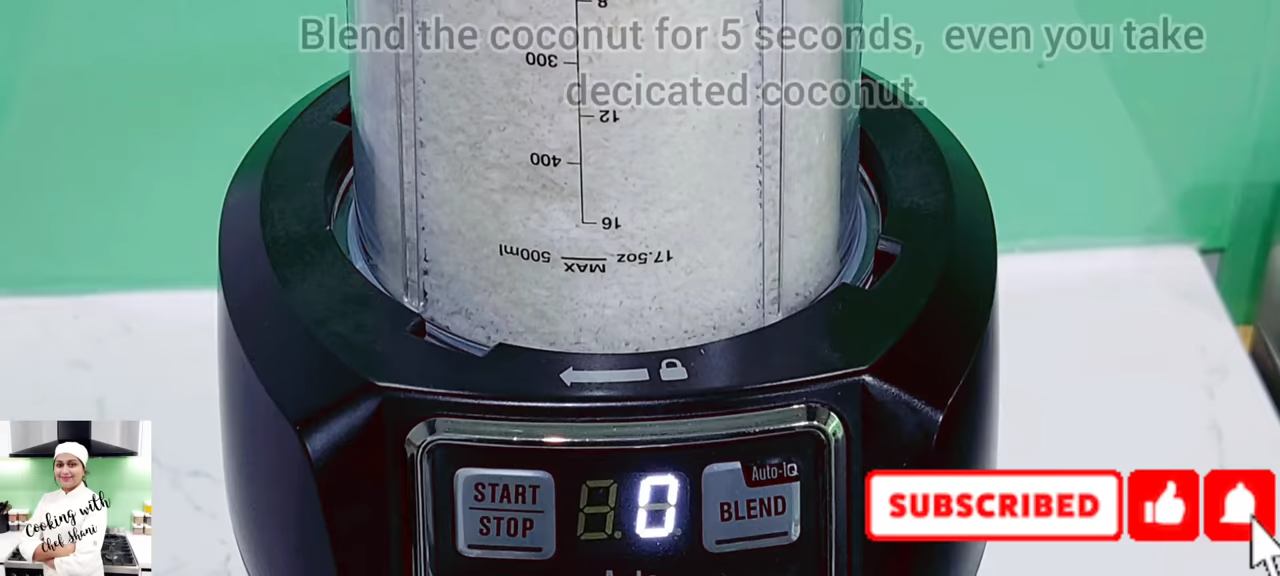 Blend the coconut for 5 seconds, even you take
decicated coconut.
8
300
12
400
16
17.5oz MAX 500ml
START
STOP
0
Auto-iQ
BLEND
SUBSCRIBED
Cooking with
Chef Shani